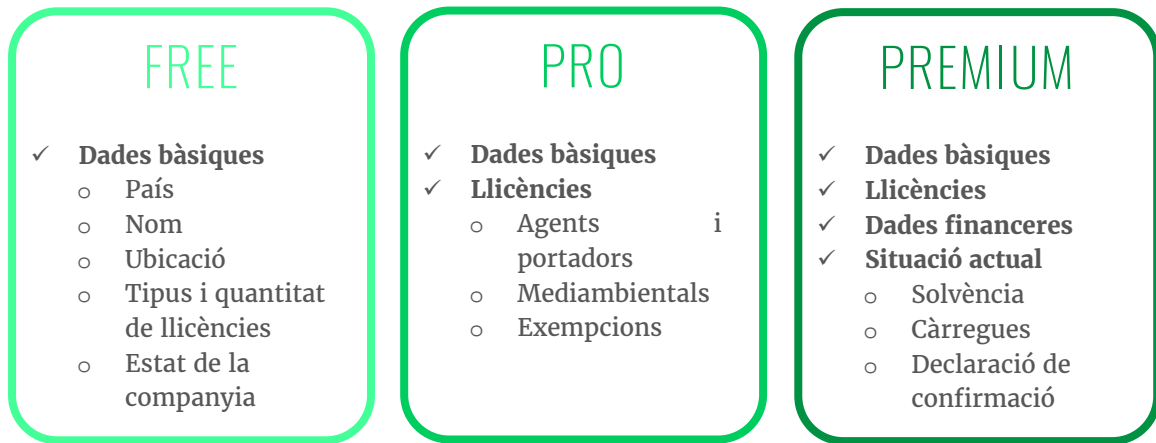 FREE
✓ Dades bàsiques
o País
o Nom
o Ubicació
o Tipus i quantitat
de llicències
o Estat de la
companyia
PRO
✓ Dades bàsiques
✓ Llicències
o Agents i
portadors
o Mediambientals
o Exempcions
PREMIUM
✓ Dades bàsiques
✓ Llicències
✓ Dades financeres
✓ Situació actual
o Solvència
o Càrregues
o Declaració de
confirmació